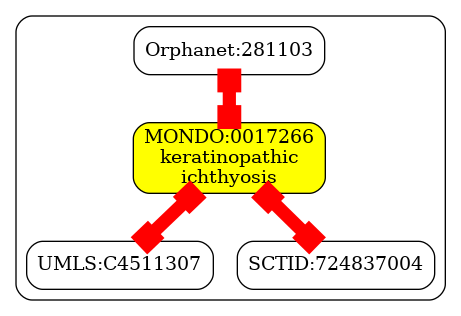 Orphanet:281103
MONDO:0017266
keratinopathic
ichthyosis
UMLS:C4511307
SCTID:724837004